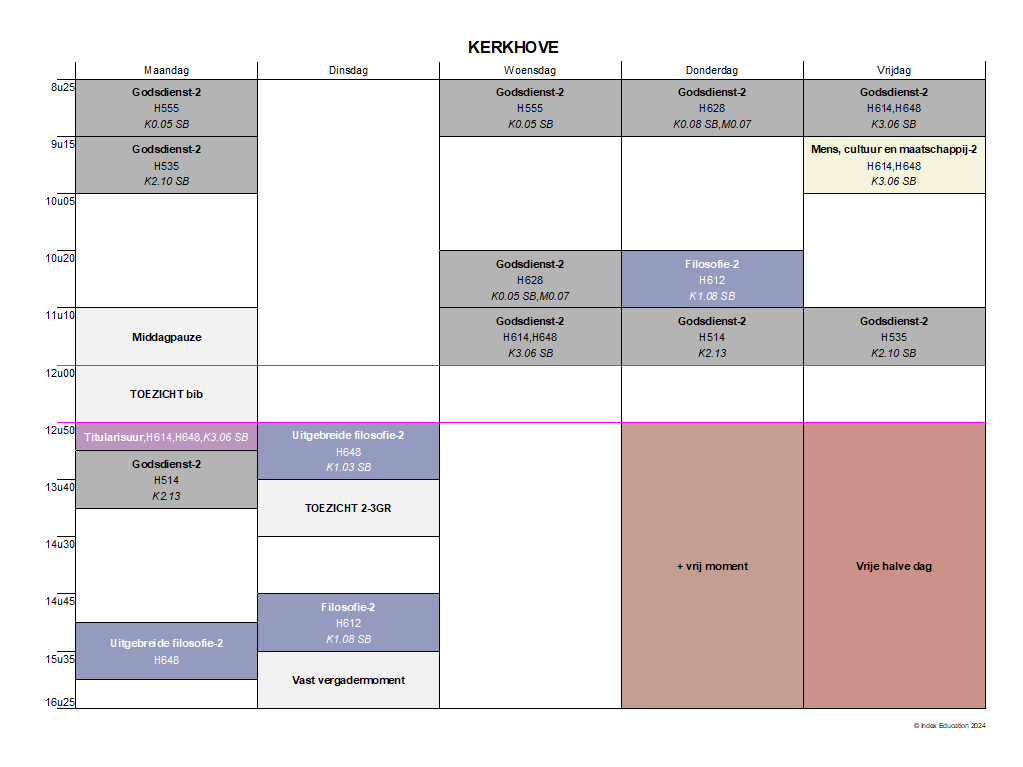 KERKHOVE
Maandag Dinsdag Woensdag Donderdag Vrijdag
8u25
Godsdienst-2
H555
K0.05 SB
Godsdienst-2
H555
K0.05 SB
Godsdienst-2
H628
K0.08 SB,M0.07
Godsdienst-2
H614,H648
K3.06 SB
9u15
Godsdienst-2
H535
K2.10 SB
Mens, cultuur en maatschappij-2
H614,H648
K3.06 SB
10u05
10u20
Godsdienst-2
H628
K0.05 SB,M0.07
Filosofie-2
H612
K1.08 SB
11u10
Middagpauze
Godsdienst-2
H614,H648
K3.06 SB
Godsdienst-2
H514
K2.13
Godsdienst-2
H535
K2.10 SB
12u00
TOEZICHT bib
12u50
Titularisuur,H614,H648,K3.06 SB
Godsdienst-2
H514
K2.13
Uitgebreide filosofie-2
H648
K1.03 SB
13u40
TOEZICHT 2-3GR
14u30
+ vrij moment
Vrije halve dag
14u45
Uitgebreide filosofie-2
H648
Filosofie-2
H612
K1.08 SB
15u35
Vast vergadermoment
16u25
© Index Education 2024